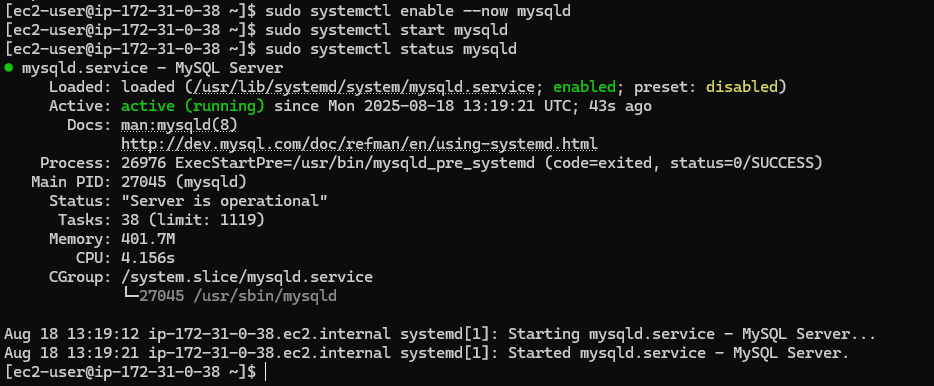 [ec2-user@ip-172-31-0-38 ~]$ sudo systemctl enable --now mysqld
[ec2-user@ip-172-31-0-38 ~]$ sudo systemctl start mysqld
[ec2-user@ip-172-31-0-38 ~]$ sudo systemctl status mysqld
● mysqld.service - MySQL Server
     Loaded: loaded (/usr/lib/systemd/system/mysqld.service; enabled; preset: disabled)
     Active: active (running) since Mon 2025-08-18 13:19:21 UTC; 43s ago
       Docs: man:mysqld(8)
             http://dev.mysql.com/doc/refman/en/using-systemd.html
    Process: 26976 ExecStartPre=/usr/bin/mysqld_pre_systemd (code=exited, status=0/SUCCESS)
   Main PID: 27045 (mysqld)
     Status: "Server is operational"
      Tasks: 38 (limit: 1119)
     Memory: 401.7M
        CPU: 4.156s
     CGroup: /system.slice/mysqld.service
             └─27045 /usr/sbin/mysqld

Aug 18 13:19:12 ip-172-31-0-38.ec2.internal systemd[1]: Starting mysqld.service - MySQL Server...
Aug 18 13:19:21 ip-172-31-0-38.ec2.internal systemd[1]: Started mysqld.service - MySQL Server.
[ec2-user@ip-172-31-0-38 ~]$